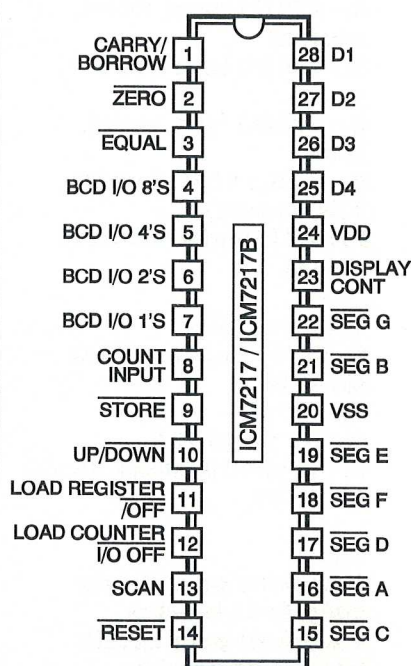 CARRY/
BORROW 1
28 D1
ZERO 2
27 D2
EQUAL 3
26 D3
BCD I/O 8'S 4
25 D4
BCD I/O 4'S 5
24 VDD
BCD I/O 2'S 6
23 DISPLAY
CONT
BCD I/O 1'S 7
22 SEG G
COUNT
INPUT 8
21 SEG B
STORE 9
20 VSS
UP/DOWN 10
19 SEG E
LOAD REGISTER
/OFF 11
18 SEG F
LOAD COUNTER
I/O OFF 12
17 SEG D
SCAN 13
16 SEG A
RESET 14
15 SEG C
ICM7217 / ICM7217B